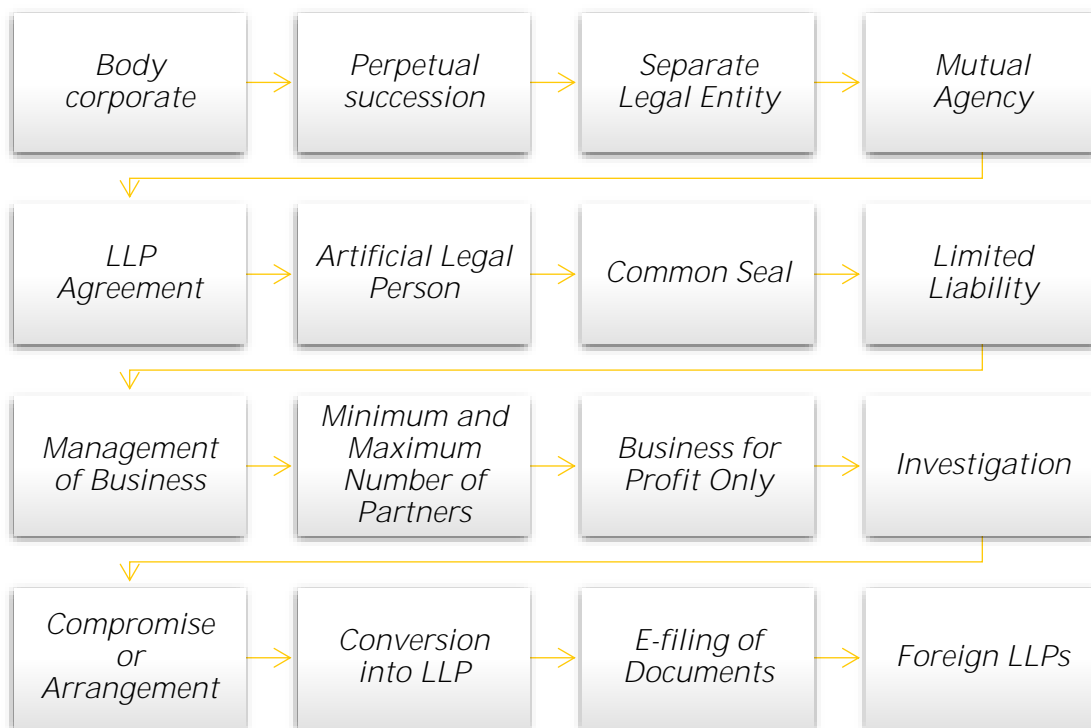 Body
corporate
Perpetual
succession
Separate
Legal Entity
Mutual
Agency
LLP
Agreement
Artificial Legal
Person
Common Seal
Limited
Liability
Management
of Business
Minimum and
Maximum
Number of
Partners
Business for
Profit Only
Investigation
Compromise
or
Arrangement
Conversion
into LLP
E-filing of
Documents
Foreign LLPs